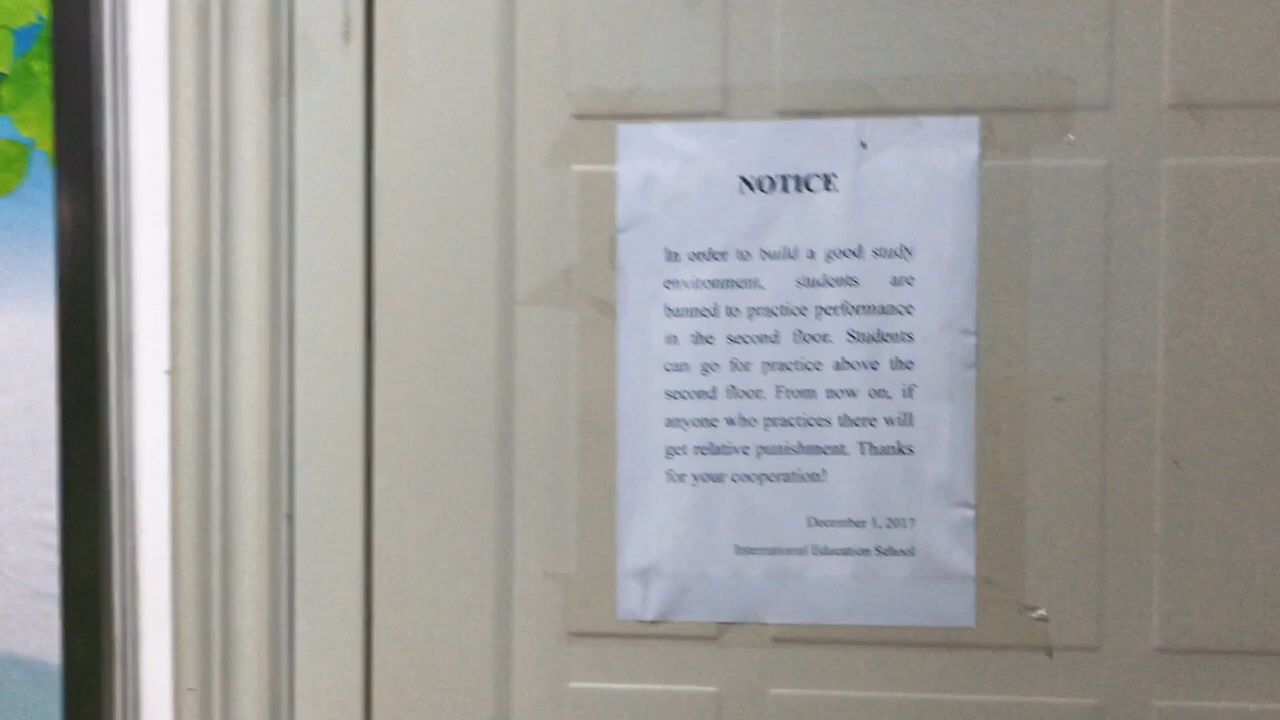 NOTICE
In order to build a good study
environment, students are
banned to practice performance
in the second floor. Students
can go for practice above the
second floor. From now on, if
anyone who practices there will
get relative punishment. Thanks
for your cooperation!
December 1, 2017
International Education School